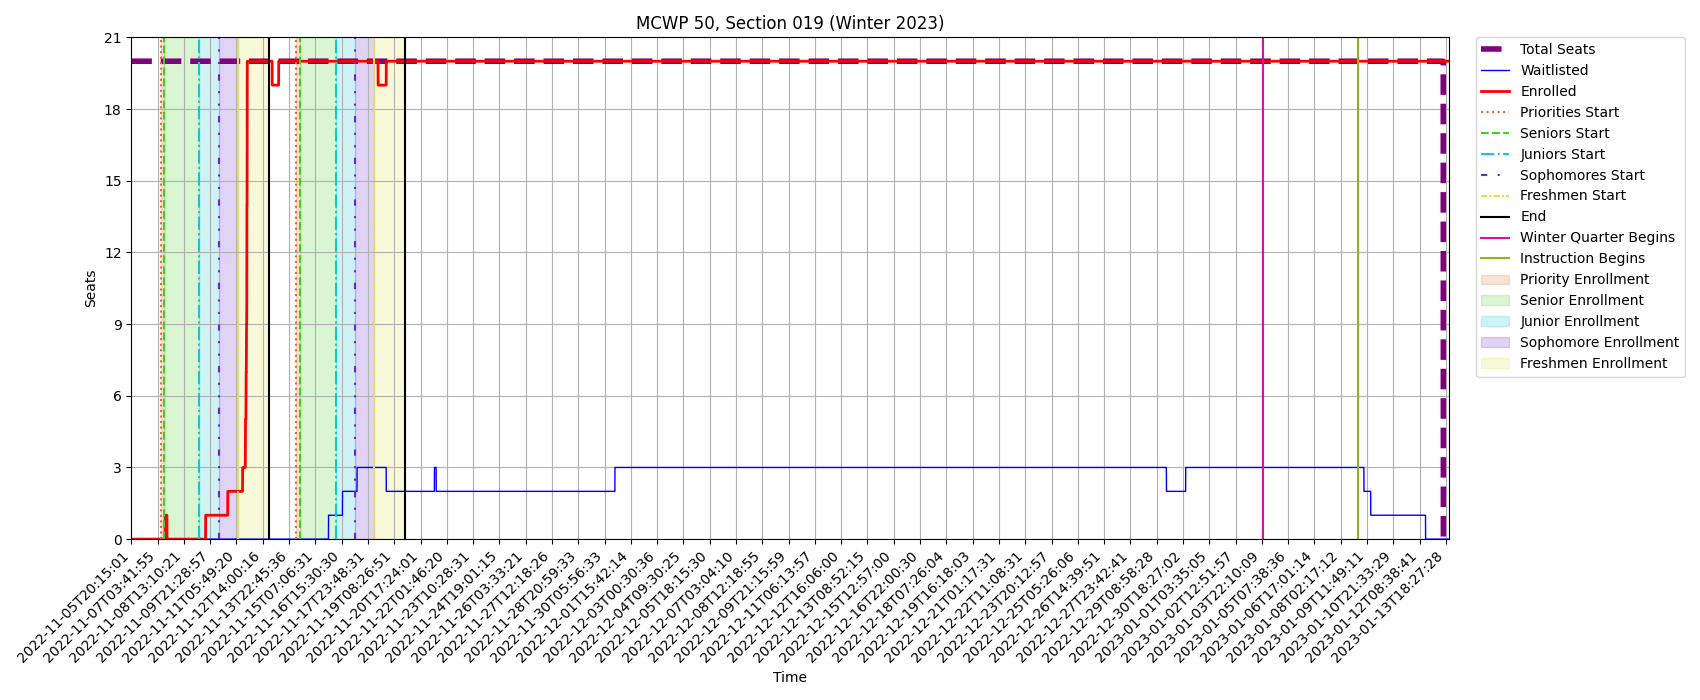 MCWP 50, Section 019 (Winter 2023)
21
18
15
12
9
6
3
0
Seats
2022-11-05T20:15:01
2022-11-07T03:41:55
2022-11-08T13:10:21
2022-11-09T21:28:57
2022-11-11T05:49:20
2022-11-12T14:00:16
2022-11-13T22:45:36
2022-11-15T07:06:31
2022-11-16T15:30:30
2022-11-17T23:48:31
2022-11-19T08:26:51
2022-11-20T17:24:01
2022-11-22T01:46:20
2022-11-23T10:28:31
2022-11-24T19:01:15
2022-11-26T03:33:21
2022-11-27T12:18:26
2022-11-28T20:59:33
2022-11-30T05:56:33
2022-12-01T15:42:14
2022-12-03T00:30:36
2022-12-04T09:30:25
2022-12-05T18:15:30
2022-12-07T03:04:10
2022-12-08T12:18:55
2022-12-09T21:15:59
2022-12-11T06:13:57
2022-12-12T16:06:00
2022-12-13T08:52:15
2022-12-15T12:57:00
2022-12-16T22:00:30
2022-12-18T07:26:04
2022-12-19T16:18:03
2022-12-21T01:17:31
2022-12-22T11:08:31
2022-12-23T20:12:57
2022-12-25T05:26:06
2022-12-26T14:39:51
2022-12-27T23:42:41
2022-12-29T08:58:28
2022-12-30T18:27:02
2023-01-01T03:35:05
2023-01-02T12:51:57
2023-01-03T22:10:09
2023-01-05T07:38:36
2023-01-06T17:01:14
2023-01-08T02:17:12
2023-01-09T11:49:11
2023-01-10T21:33:29
2023-01-12T08:38:41
2023-01-13T18:27:28
Time
Total Seats
Waitlisted
Enrolled
Priorities Start
Seniors Start
Juniors Start
Sophomores Start
Freshmen Start
End
Winter Quarter Begins
Instruction Begins
Priority Enrollment
Senior Enrollment
Junior Enrollment
Sophomore Enrollment
Freshmen Enrollment